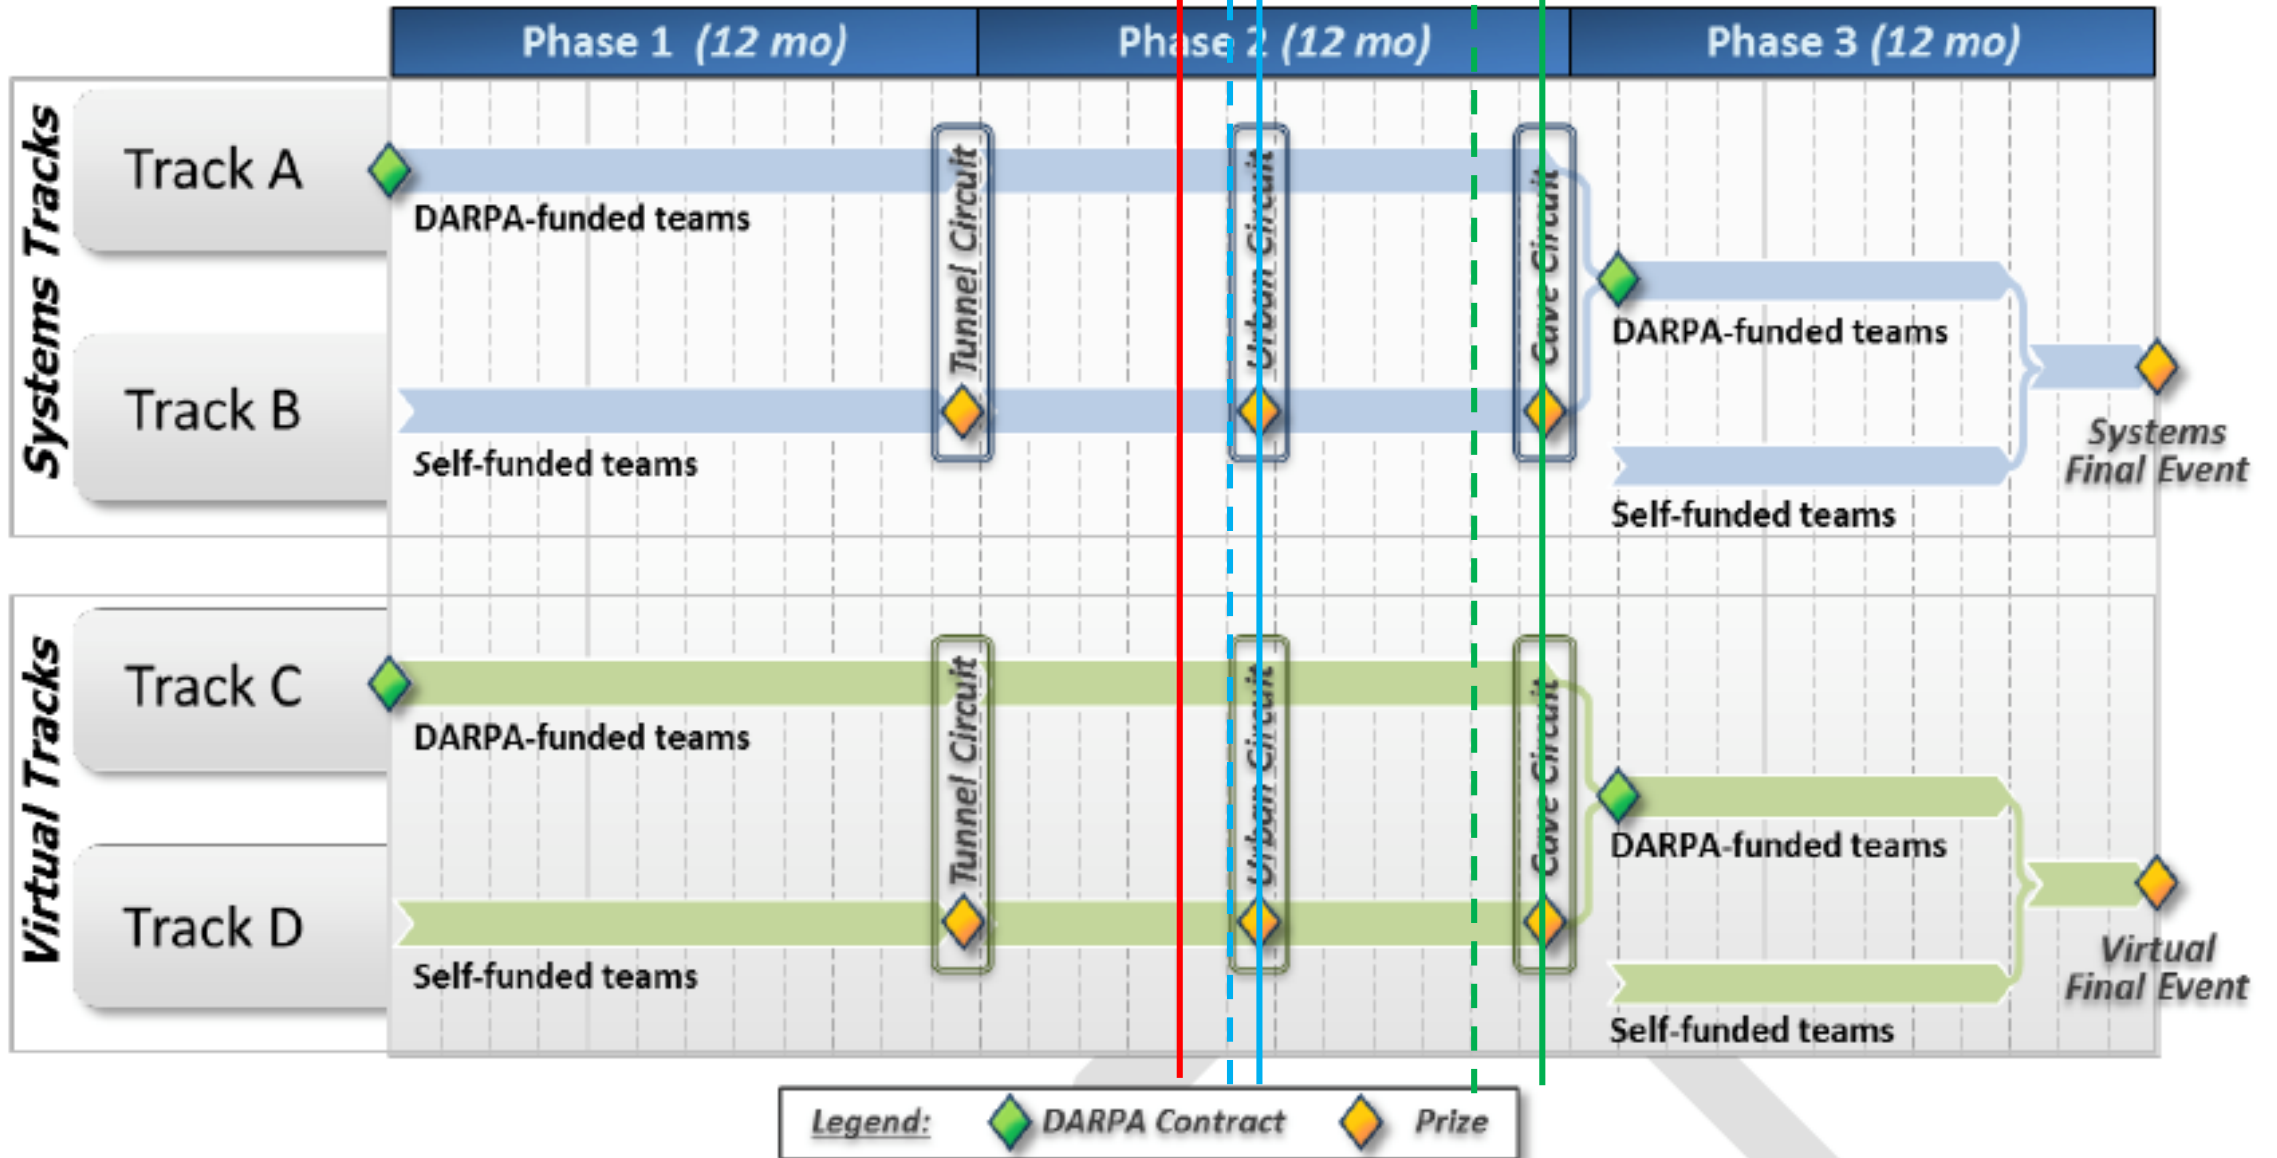 Phase 1 (12 mo)
Phase 2 (12 mo)
Phase 3 (12 mo)
Systems Tracks
Track A
DARPA-funded teams
Track B
Self-funded teams
Tunnel Circuit
Urban Circuit
Cave Circuit
DARPA-funded teams
Self-funded teams
Systems
Final Event
Virtual Tracks
Track C
DARPA-funded teams
Track D
Self-funded teams
Tunnel Circuit
Urban Circuit
Cave Circuit
DARPA-funded teams
Self-funded teams
Virtual
Final Event
Legend: DARPA Contract Prize